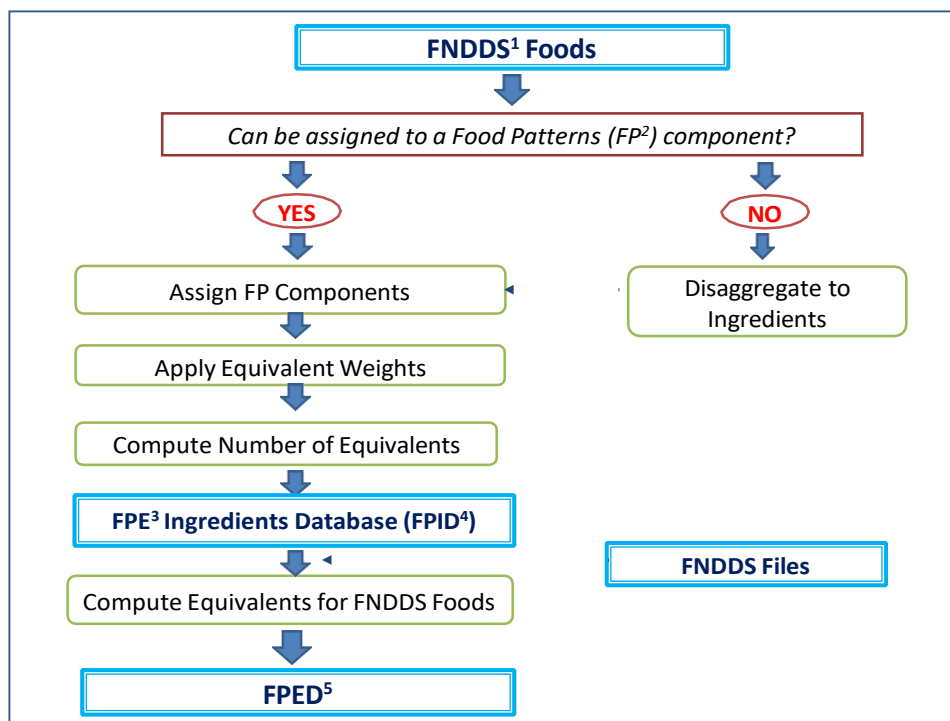 FNDDS¹ Foods
Can be assigned to a Food Patterns (FP²) component?
YES
NO
Assign FP Components
Disaggregate to
Ingredients
Apply Equivalent Weights
Compute Number of Equivalents
FPE³ Ingredients Database (FPID⁴)
FNDDS Files
Compute Equivalents for FNDDS Foods
FPED⁵